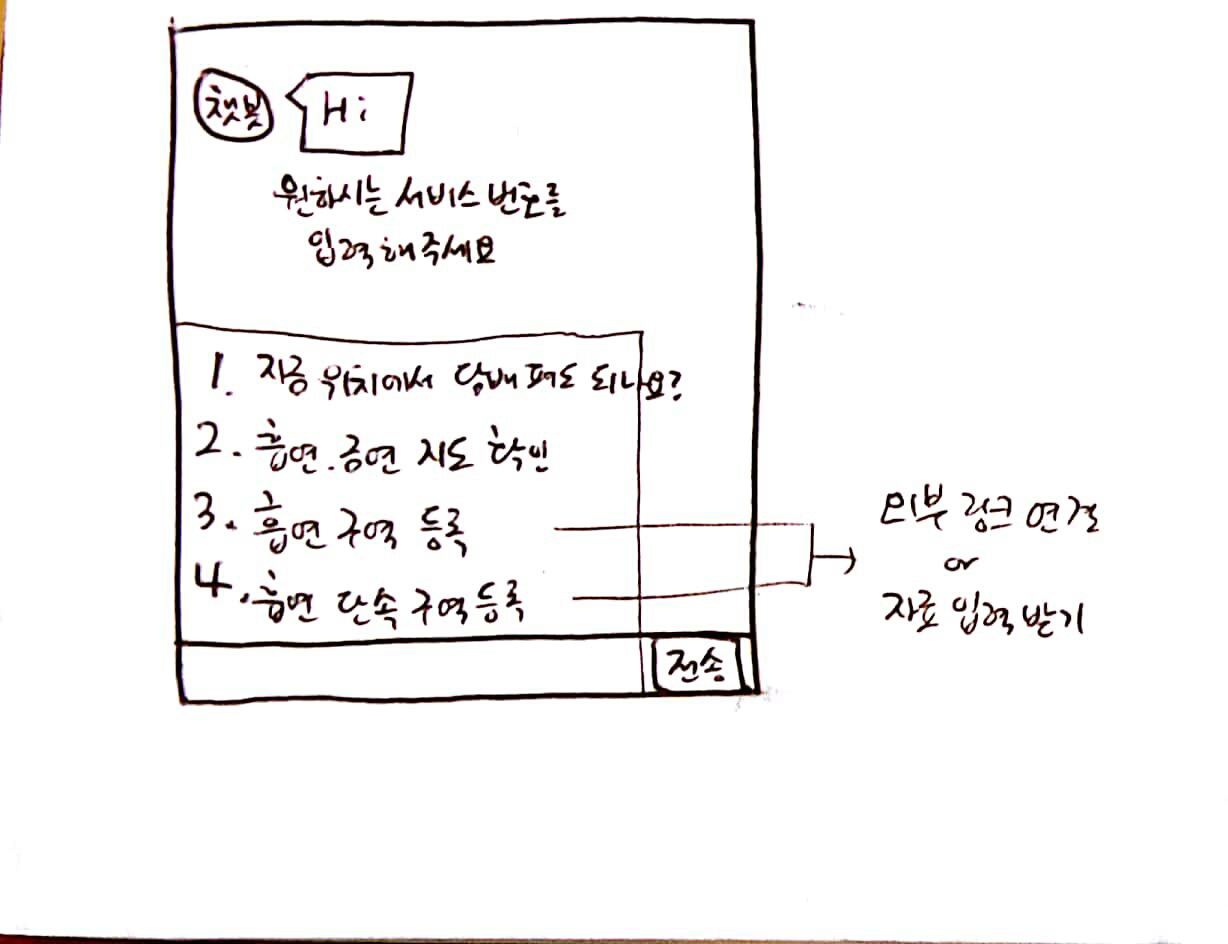 챗봇
Hi
원하시는 서비스 번호를
입력해주세요
1. 지금 위치에서 담배 펴도 되나요?
2. 흡연.금연 지도 확인
3. 흡연 구역 등록
4. 흡연 단속 구역 등록
전송
외부 링크 연결
or
자료 입력 받기